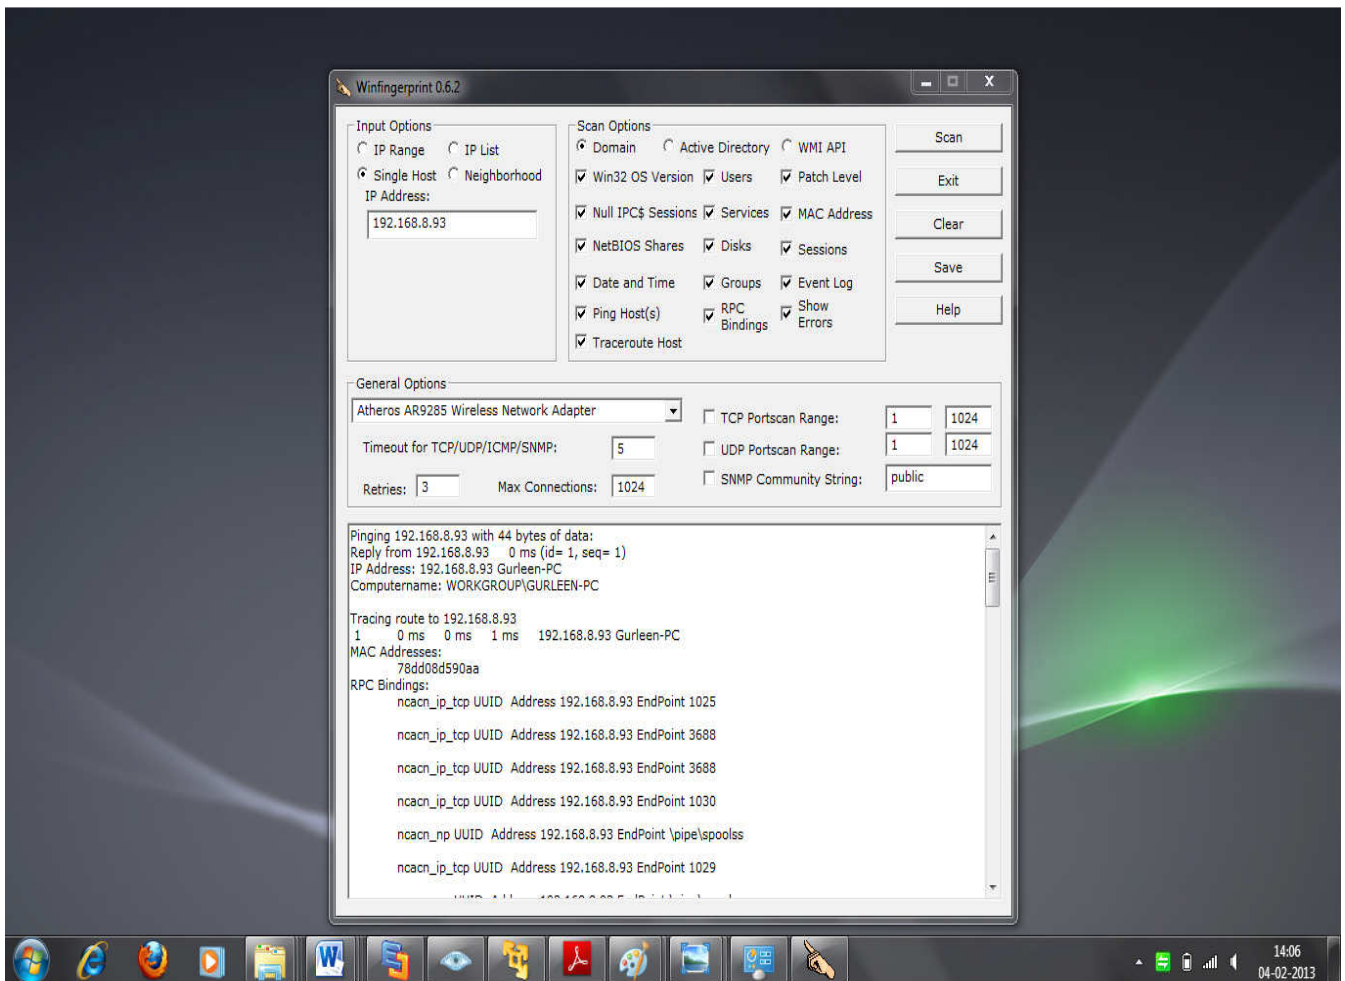 Winfingerprint 0.6.2
X
Input Options
IP Range IP List
Single Host Neighborhood
IP Address:
192.168.8.93
Scan Options
Domain Active Directory WMI API
Win32 OS Version Users Patch Level
Null IPC$ Sessions Services MAC Address
NetBIOS Shares Disks Sessions
Date and Time Groups Event Log
Ping Host(s) RPC Bindings Show Errors
Traceroute Host
Scan
Exit
Clear
Save
Help
General Options
Atheros AR9285 Wireless Network Adapter
Timeout for TCP/UDP/ICMP/SNMP: 5
Retries: 3 Max Connections: 1024
TCP Portscan Range: 1 1024
UDP Portscan Range: 1 1024
SNMP Community String: public
Pinging 192.168.8.93 with 44 bytes of data:
Reply from 192.168.8.93 0 ms (id= 1, seq= 1)
IP Address: 192.168.8.93 Gurleen-PC
Computername: WORKGROUP\GURLEEN-PC
Tracing route to 192.168.8.93
1 0 ms 0 ms 1 ms 192.168.8.93 Gurleen-PC
MAC Addresses:
78dd08d590aa
RPC Bindings:
ncacn_ip_tcp UUID Address 192.168.8.93 EndPoint 1025
ncacn_ip_tcp UUID Address 192.168.8.93 EndPoint 3688
ncacn_ip_tcp UUID Address 192.168.8.93 EndPoint 3688
ncacn_ip_tcp UUID Address 192.168.8.93 EndPoint 1030
ncacn_np UUID Address 192.168.8.93 EndPoint \pipe\spoolss
ncacn_ip_tcp UUID Address 192.168.8.93 EndPoint 1029
W
14:06
04-02-2013